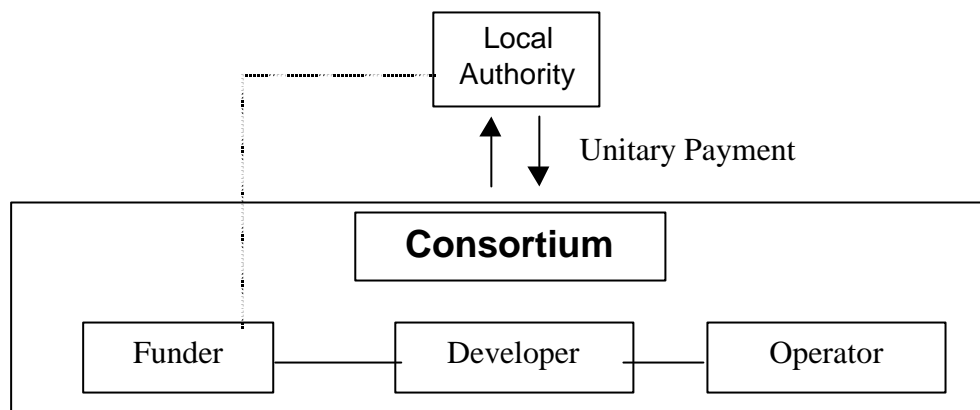 Local
Authority
Unitary Payment
Consortium
Funder
Developer
Operator